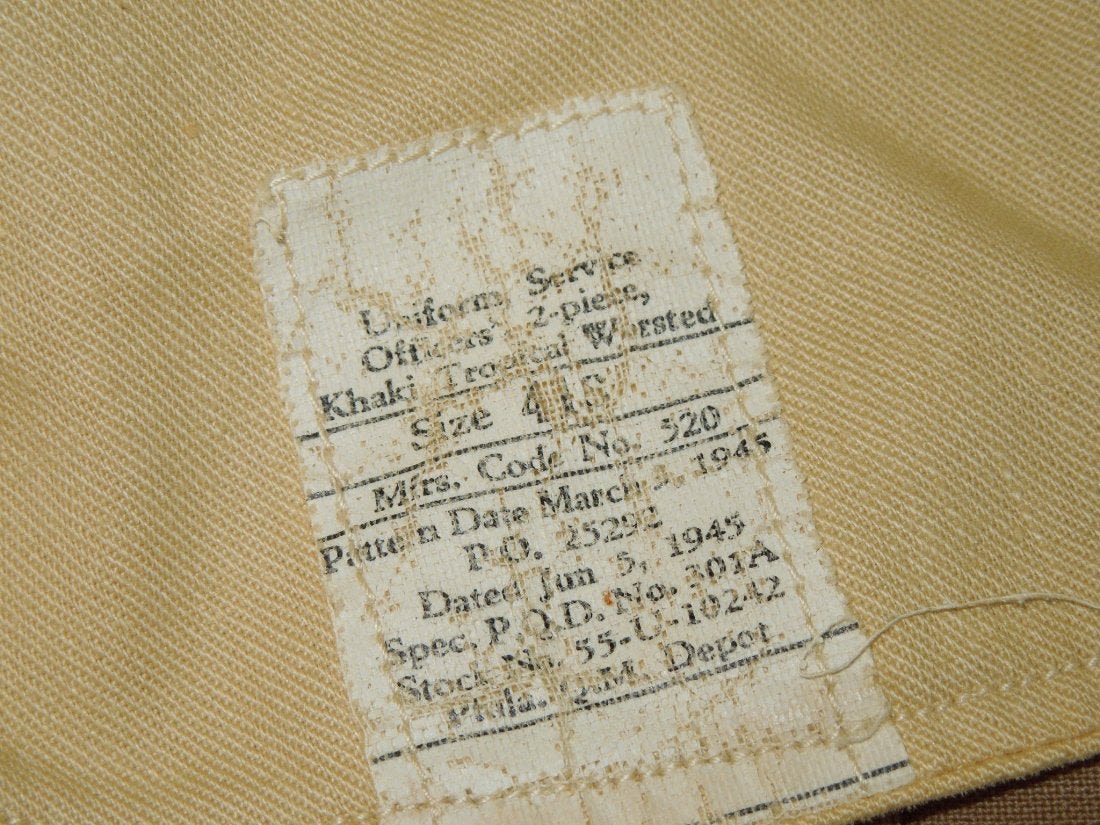 Uniform, Service
Officers' 2-piece,
Khaki Tropical Worsted
Size
Mfrs. Code No. 520
Pattern Date March 1945
P.O. 25292
Dated Jun 5, 1945
Spec. P.Q.D. No. 301A
Stock No. 55-U-10242
Phila. Q.M. Depot